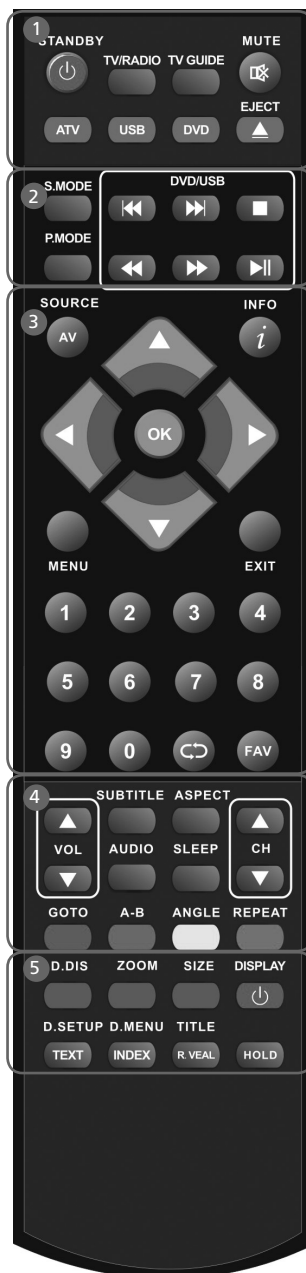 1
STANDBY MUTE
TV/RADIO TV GUIDE
EJECT
ATV USB DVD
2
S.MODE DVD/USB
P.MODE
SOURCE INFO
3
AV i
OK
MENU EXIT
1 2 3 4
5 6 7 8
9 0 FAV
4
SUBTITLE ASPECT
VOL AUDIO SLEEP CH
GOTO A-B ANGLE REPEAT
5 D.DIS ZOOM SIZE DISPLAY
D.SETUP D.MENU TITLE
TEXT INDEX R.VEAL HOLD